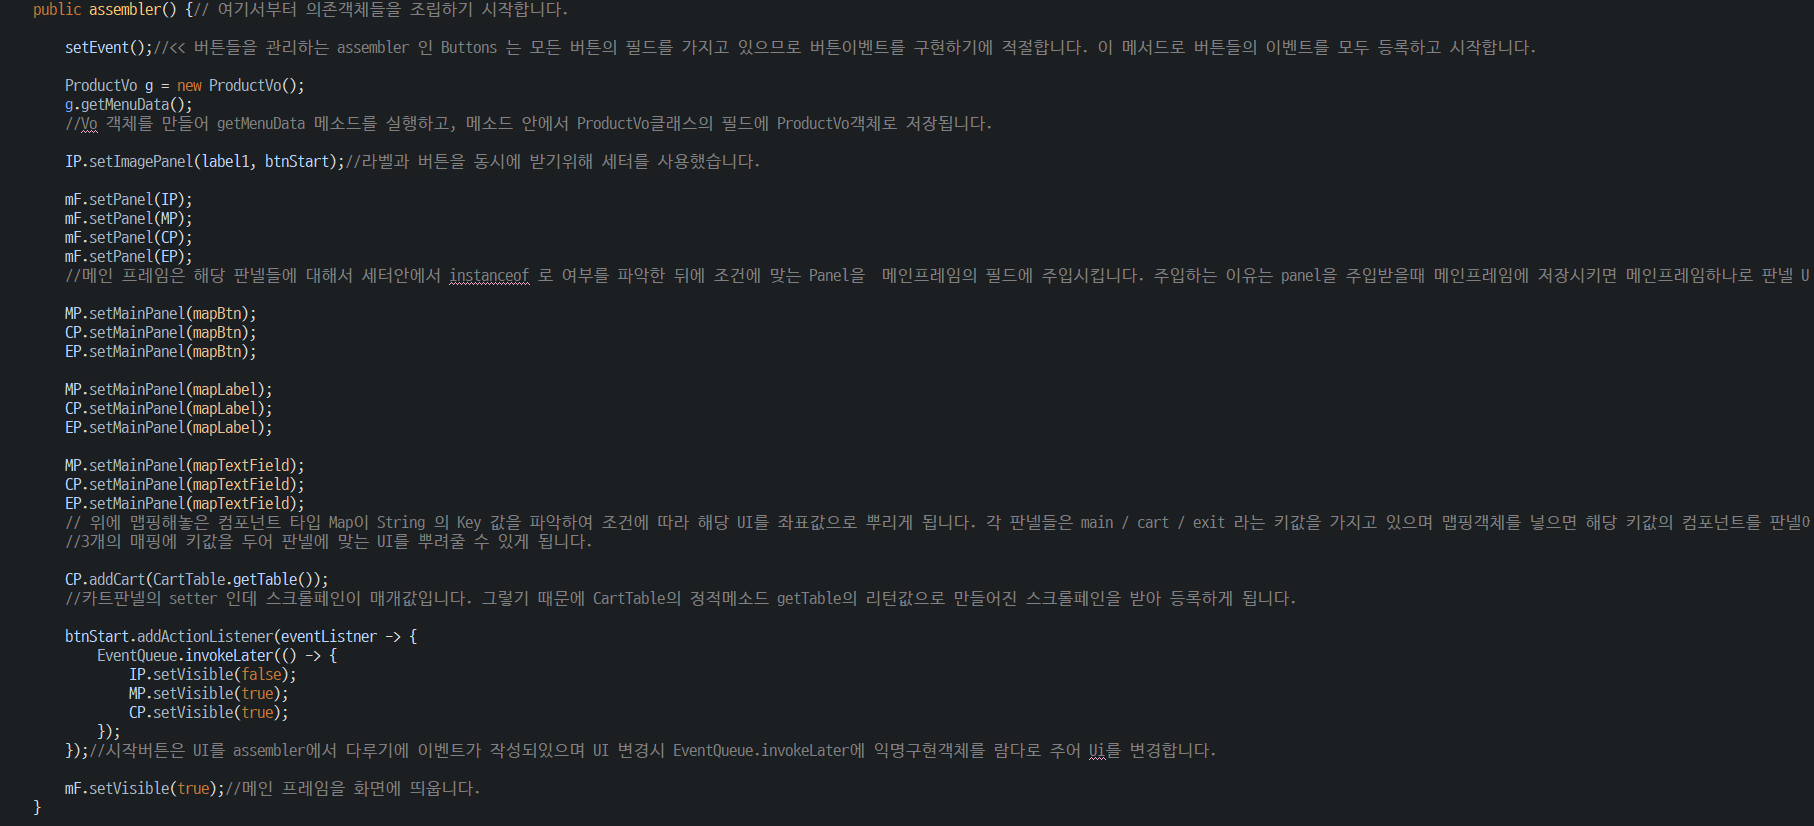 public assembler() {// 여기서부터 의존객체들을 조립하기 시작합니다.
setEvent();//<< 버튼들을 관리하는 assembler 인 Buttons 는 모든 버튼의 필드를 가지고 있으므로 버튼이벤트를 구현하기에 적절합니다. 이 메서드로 버튼들의 이벤트를 모두 등록하고 시작합니다.
ProductVo g = new ProductVo();
g.getMenuData();
//Vo 객체를 만들어 getMenuData 메소드를 실행하고, 메소드 안에서 ProductVo클래스의 필드에 ProductVo객체로 저장됩니다.
IP.setImagePanel(label1, btnStart);//라벨과 버튼을 동시에 받기위해 세터를 사용했습니다.
mF.setPanel(IP);
mF.setPanel(MP);
mF.setPanel(CP);
mF.setPanel(EP);
//메인 프레임은 해당 판넬들에 대해서 세터안에서 instanceof 로 여부를 파악한 뒤에 조건에 맞는 Panel을  메인프레임의 필드에 주입시킵니다. 주입하는 이유는 panel을 주입받을때 메인프레임에 저장시키면 메인프레임하나로 판넬 U
MP.setMainPanel(mapBtn);
CP.setMainPanel(mapBtn);
EP.setMainPanel(mapBtn);
MP.setMainPanel(mapLabel);
CP.setMainPanel(mapLabel);
EP.setMainPanel(mapLabel);
MP.setMainPanel(mapTextField);
CP.setMainPanel(mapTextField);
EP.setMainPanel(mapTextField);
// 위에 맵핑해놓은 컴포넌트 타입 Map이 String 의 Key 값을 파악하여 조건에 따라 해당 UI를 좌표값으로 뿌리게 됩니다. 각 판넬들은 main / cart / exit 라는 키값을 가지고 있으며 맵핑객체를 넣으면 해당 키값의 컴포넌트를
//3개의 매핑에 키값을 두어 판넬에 맞는 UI를 뿌려줄 수 있게 됩니다.
CP.addCart(CartTable.getTable());
//카트판넬의 setter 인데 스크롤페인이 매개값입니다. 그렇기 때문에 CartTable의 정적메소드 getTable의 리턴값으로 만들어진 스크롤페인을 받아 등록하게 됩니다.
btnStart.addActionListener(eventListner -> {
EventQueue.invokeLater(() -> {
IP.setVisible(false);
MP.setVisible(true);
CP.setVisible(true);
});
});//시작버튼은 UI를 assembler에서 다루기에 이벤트가 작성되있으며 UI 변경시 EventQueue.invokeLater에 익명구현객체를 람다로 주어 Ui를 변경합니다.
mF.setVisible(true);//메인 프레임을 화면에 띄웁니다.
}